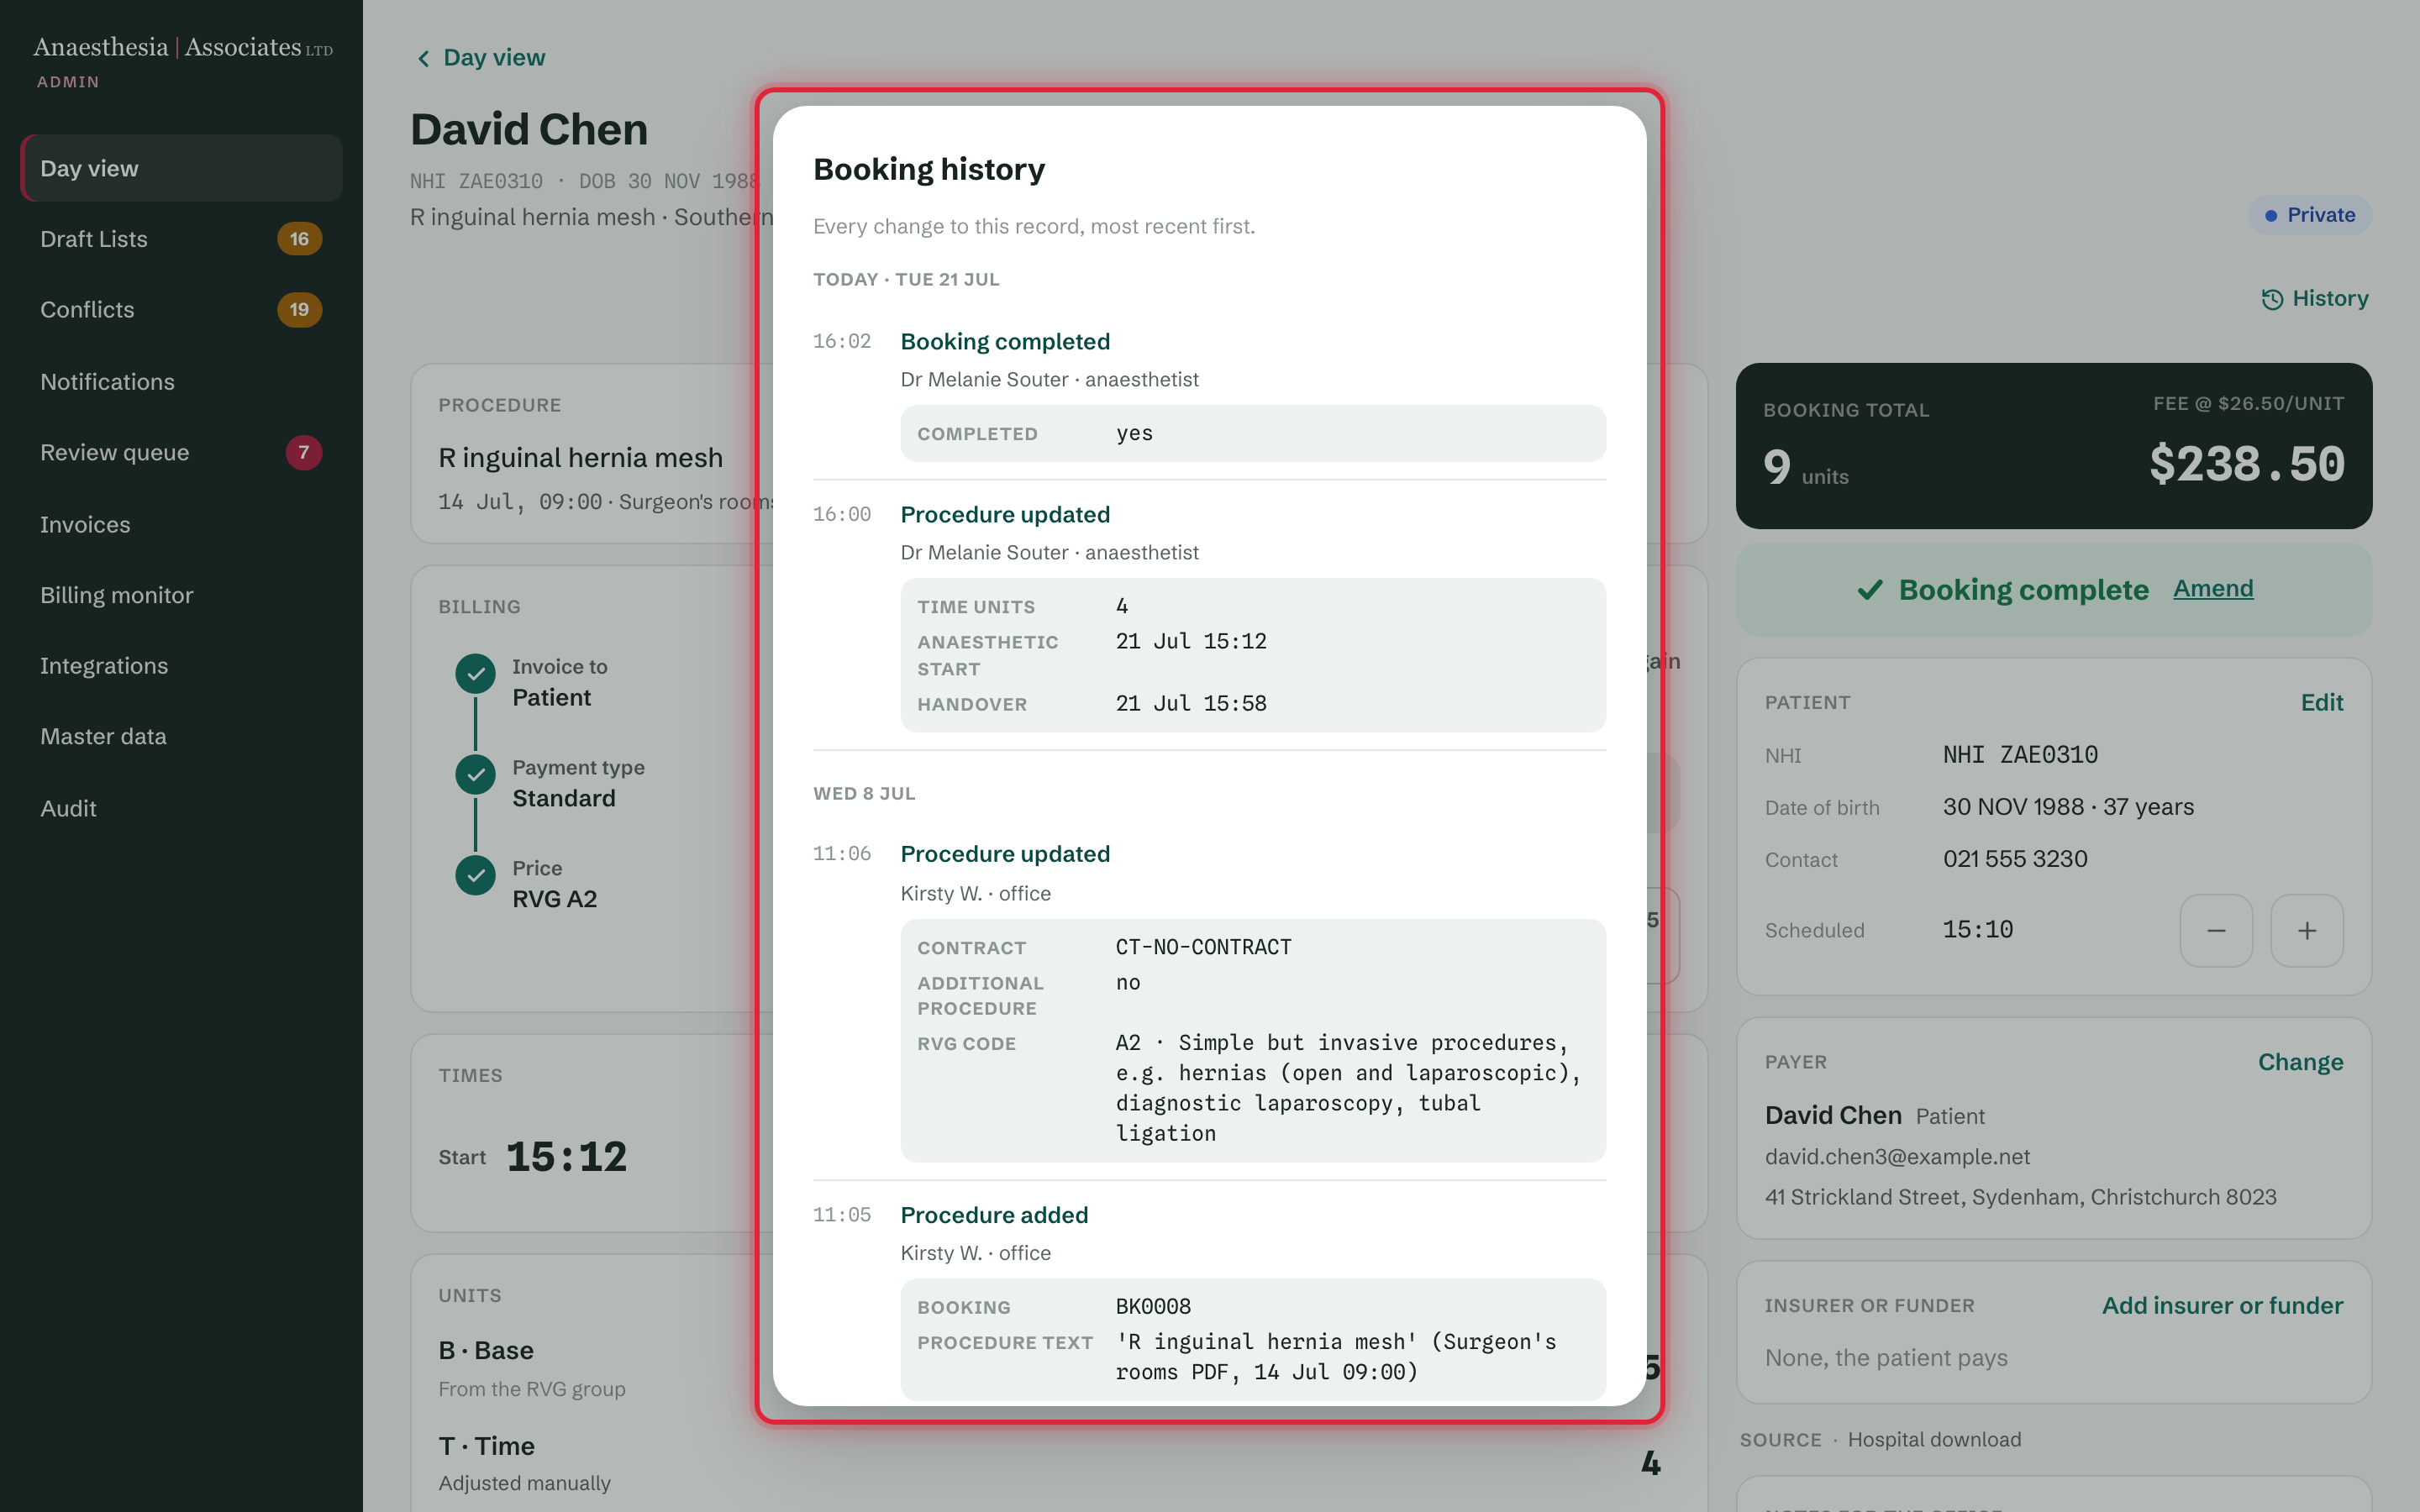 Anaesthesia | Associates LTD
ADMIN
Day view
Draft Lists 16
Conflicts 19
Notifications
Review queue 7
Invoices
Billing monitor
Integrations
Master data
Audit
Day view
David Chen
NHI ZAE0310 · DOB 30 NOV 1988
R inguinal hernia mesh · Southern
Private
History
PROCEDURE
R inguinal hernia mesh
14 Jul, 09:00 · Surgeon's rooms
BILLING
Invoice to
Patient
Payment type
Standard
Price
RVG A2
TIMES
Start 15:12
UNITS
B · Base
From the RVG group
5
T · Time
Adjusted manually
4
Booking history
Every change to this record, most recent first.
TODAY · TUE 21 JUL
16:02 Booking completed
Dr Melanie Souter · anaesthetist
COMPLETED yes
16:00 Procedure updated
Dr Melanie Souter · anaesthetist
TIME UNITS 4
ANAESTHETIC START 21 Jul 15:12
HANDOVER 21 Jul 15:58
WED 8 JUL
11:06 Procedure updated
Kirsty W. · office
CONTRACT CT-NO-CONTRACT
ADDITIONAL PROCEDURE no
RVG CODE A2 · Simple but invasive procedures,
e.g. hernias (open and laparoscopic),
diagnostic laparoscopy, tubal
ligation
11:05 Procedure added
Kirsty W. · office
BOOKING BK0008
PROCEDURE TEXT 'R inguinal hernia mesh' (Surgeon's
rooms PDF, 14 Jul 09:00)
BOOKING TOTAL FEE @ $26.50/UNIT
9 units $238.50
Booking complete Amend
PATIENT Edit
NHI NHI ZAE0310
Date of birth 30 NOV 1988 · 37 years
Contact 021 555 3230
Scheduled 15:10 − +
PAYER Change
David Chen Patient
david.chen3@example.net
41 Strickland Street, Sydenham, Christchurch 8023
INSURER OR FUNDER Add insurer or funder
None, the patient pays
SOURCE · Hospital download